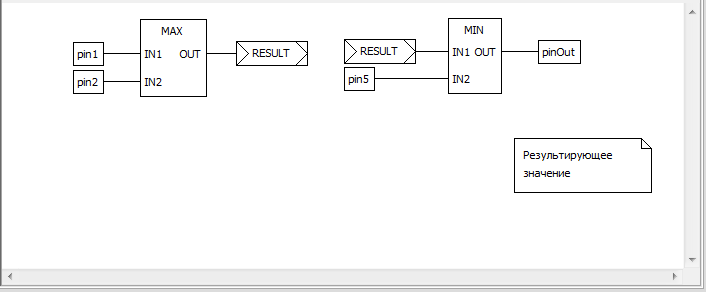 MAX
pin1 IN1 OUT RESULT
pin2 IN2
MIN
RESULT IN1 OUT pinOut
pin5 IN2
Результирующее
значение